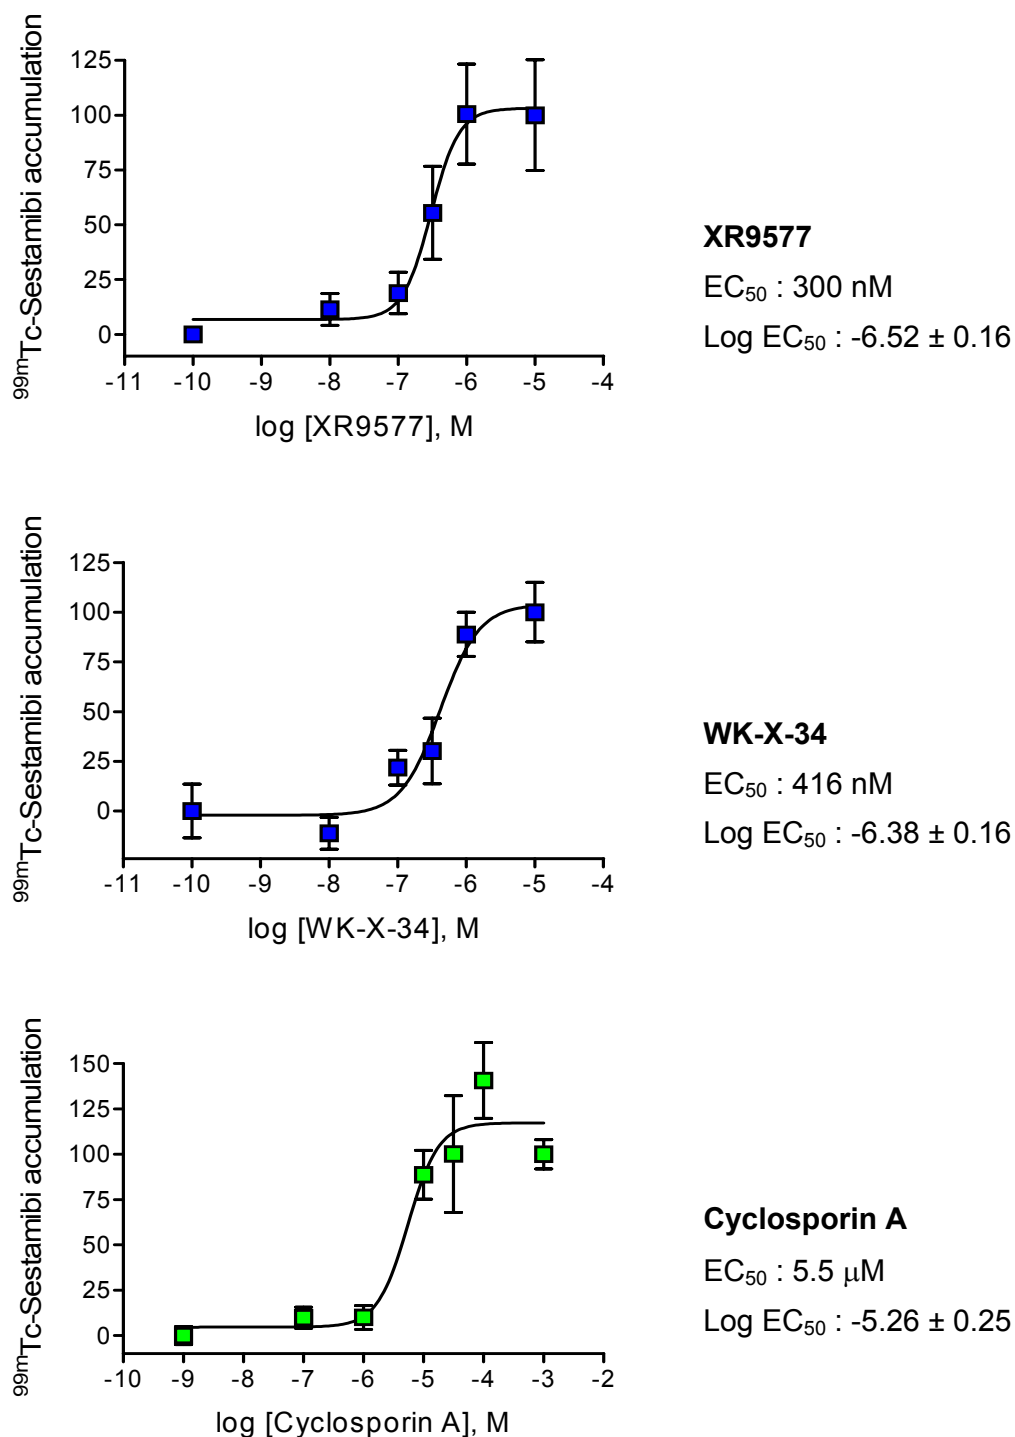 99mTc-Sestamibi accumulation
125
100
75
50
25
0
-11 -10 -9 -8 -7 -6 -5 -4
log [XR9577], M
XR9577
EC50 : 300 nM
Log EC50 : -6.52 ± 0.16
99mTc-Sestamibi accumulation
125
100
75
50
25
0
-11 -10 -9 -8 -7 -6 -5 -4
log [WK-X-34], M
WK-X-34
EC50 : 416 nM
Log EC50 : -6.38 ± 0.16
99mTc-Sestamibi accumulation
150
125
100
75
50
25
0
-10 -9 -8 -7 -6 -5 -4 -3 -2
log [Cyclosporin A], M
Cyclosporin A
EC50 : 5.5 µM
Log EC50 : -5.26 ± 0.25